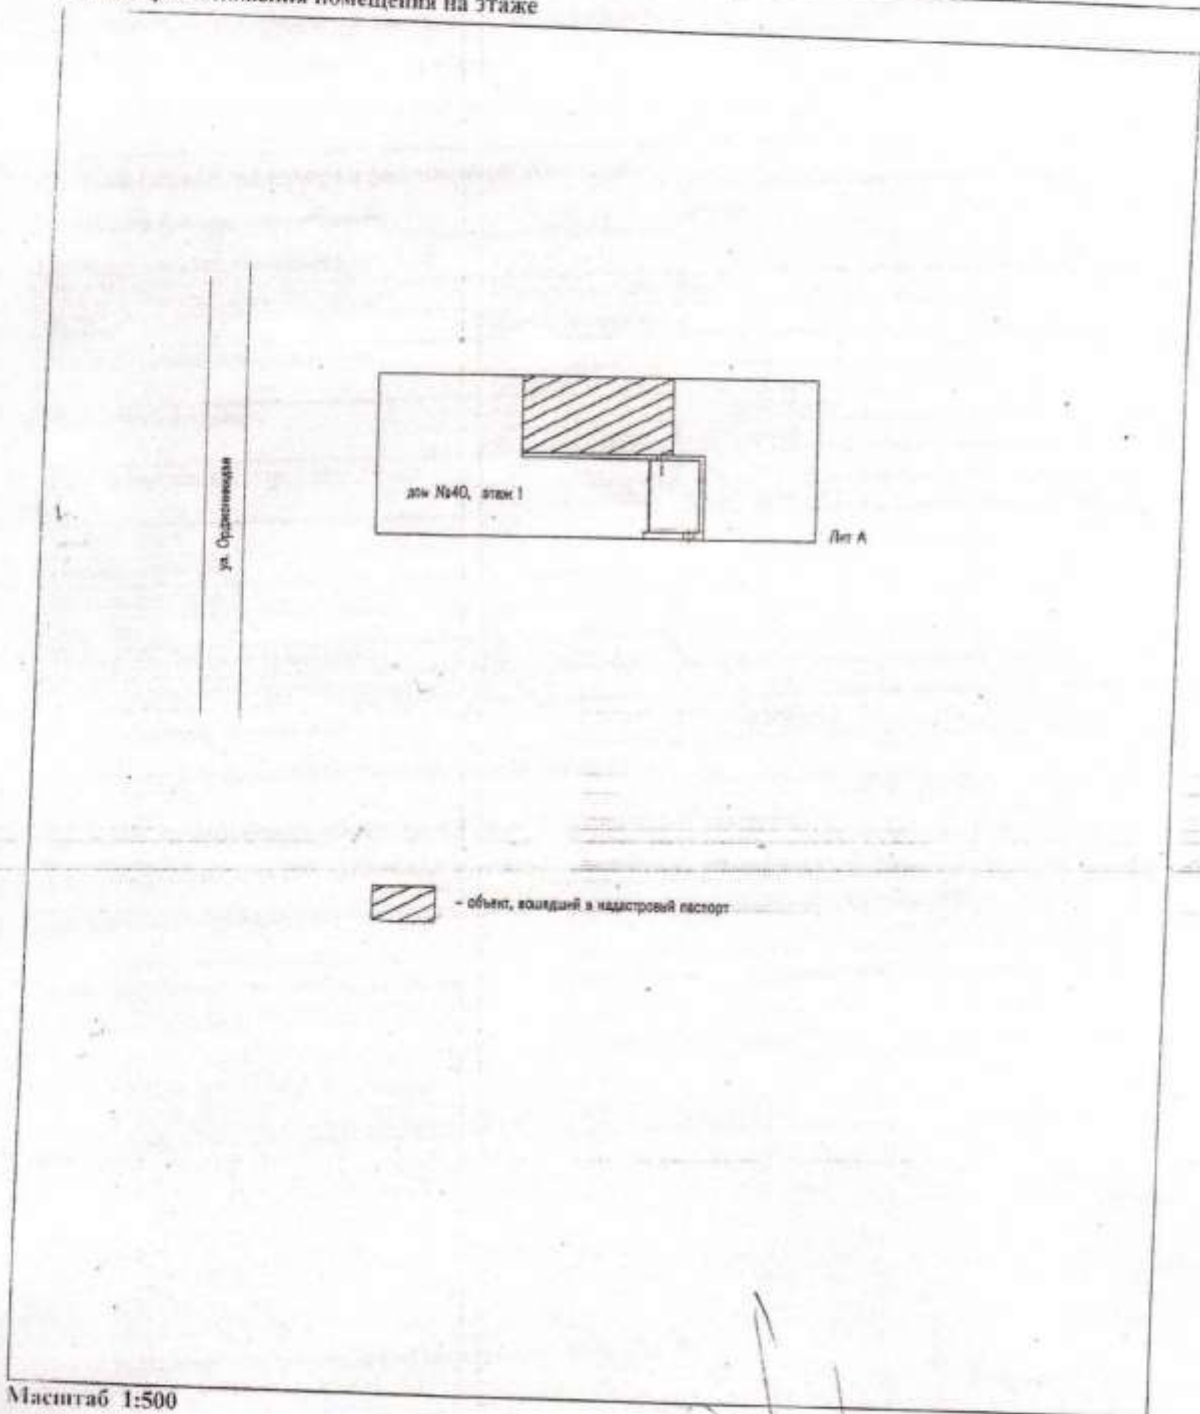 помещения на этаже
ул. Орджоникидзе
дом №40, этаж 1
Лит А
- объект, вошедший в кадастровый паспорт
Масштаб 1:500